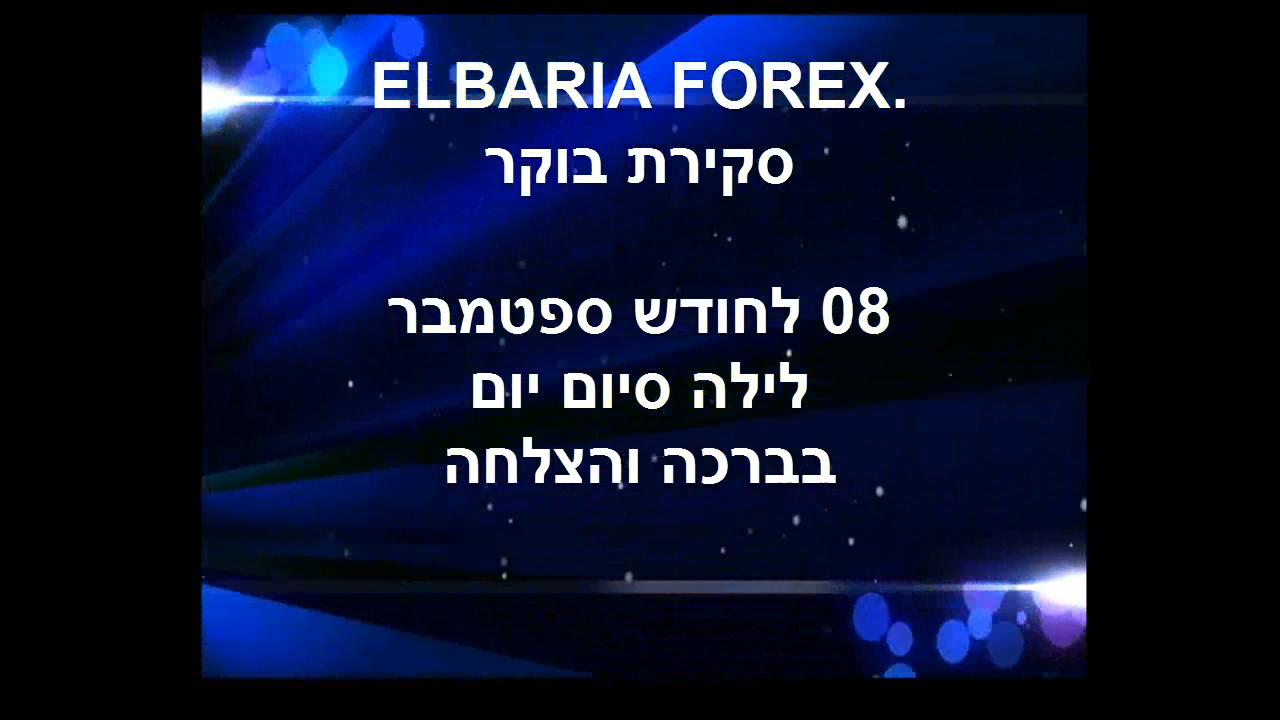 ELBARIA FOREX.
סקירת בוקר
08 לחודש ספטמבר
לילה סיום יום
בברכה והצלחה